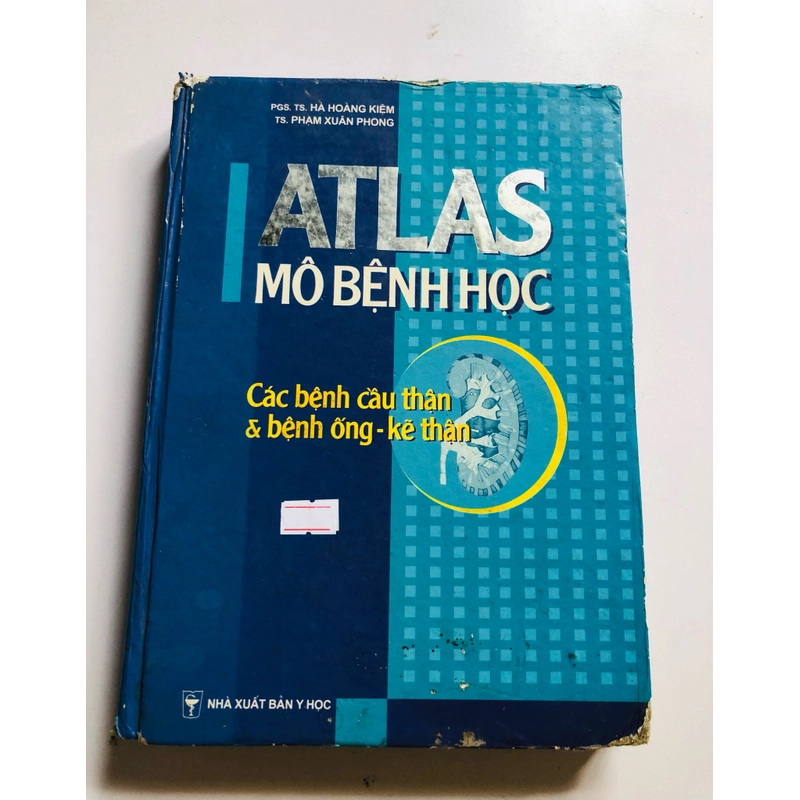 PGS. TS. HÀ HOÀNG KIỆM
TS. PHẠM XUÂN PHONG
ATLAS
MÔ BỆNH HỌC
Các bệnh cầu thận
& bệnh ống - kẽ thận
NHÀ XUẤT BẢN Y HỌC